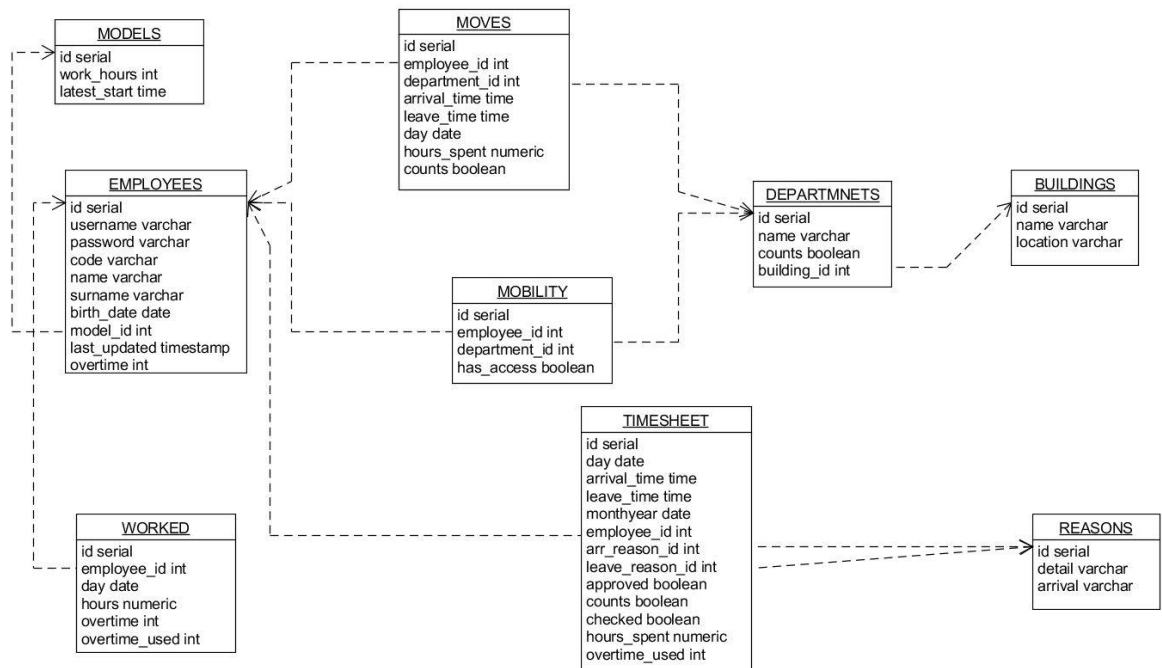 MODELS
id serial
work_hours int
latest_start time
MOVES
id serial
employee_id int
department_id int
arrival_time time
leave_time time
day date
hours_spent numeric
counts boolean
EMPLOYEES
id serial
username varchar
password varchar
code varchar
name varchar
surname varchar
birth_date date
model_id int
last_updated timestamp
overtime int
DEPARTMNETS
id serial
name varchar
counts boolean
building_id int
BUILDINGS
id serial
name varchar
location varchar
MOBILITY
id serial
employee_id int
department_id int
has_access boolean
TIMESHEET
id serial
day date
arrival_time time
leave_time time
monthyear date
employee_id int
arr_reason_id int
leave_reason_id int
approved boolean
counts boolean
checked boolean
hours_spent numeric
overtime_used int
WORKED
id serial
employee_id int
day date
hours numeric
overtime int
overtime_used int
REASONS
id serial
detail varchar
arrival varchar